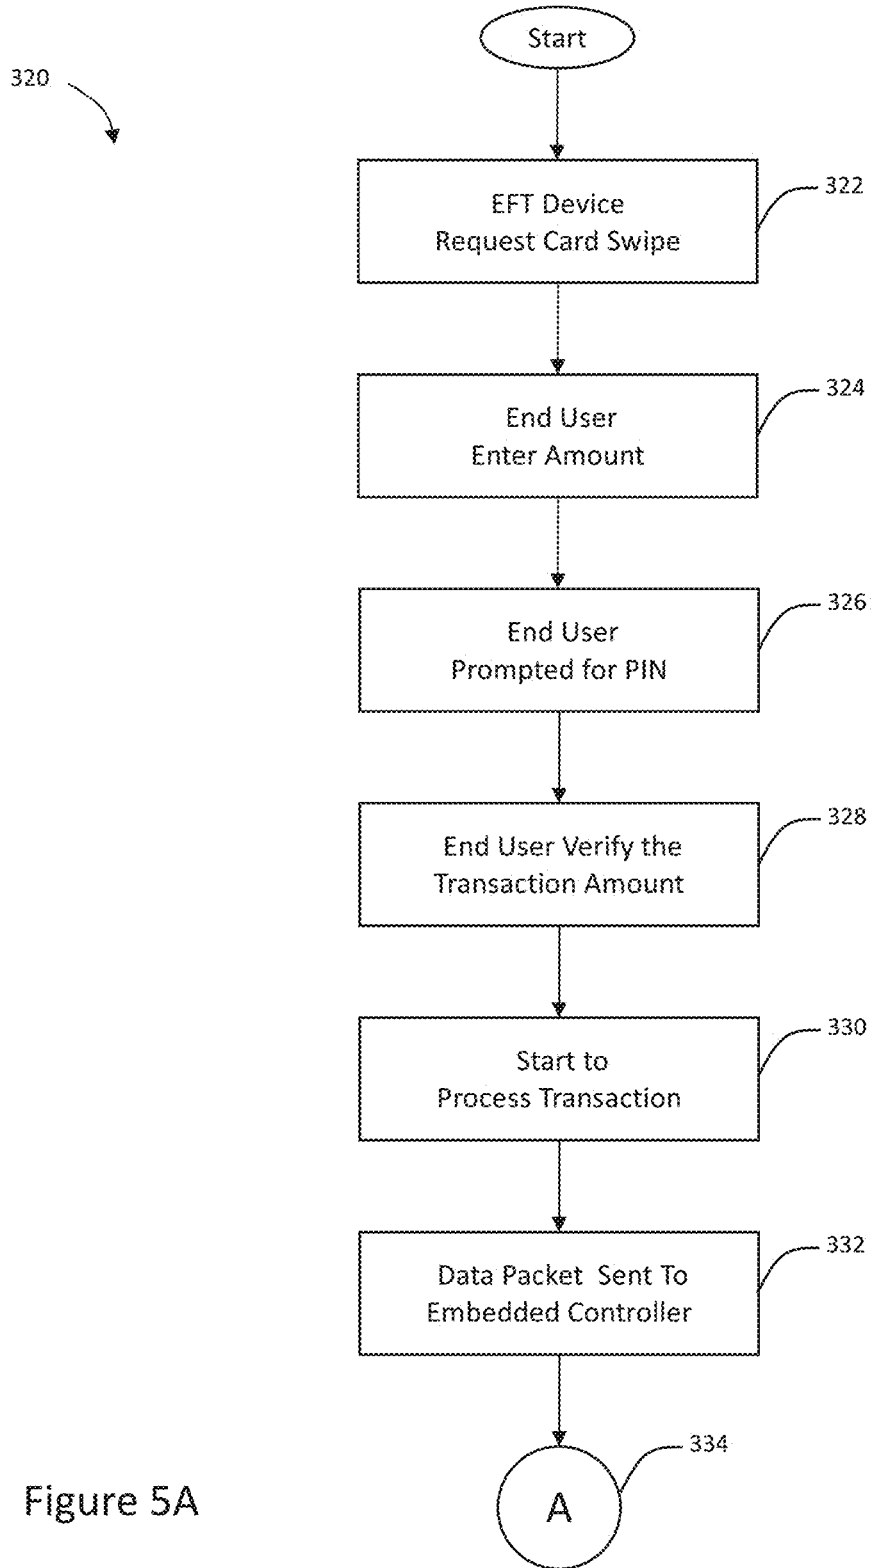 Start
320
EFT Device
Request Card Swipe
322
End User
Enter Amount
324
End User
Prompted for PIN
326
End User Verify the
Transaction Amount
328
Start to
Process Transaction
330
Data Packet Sent To
Embedded Controller
332
334
A
Figure 5A